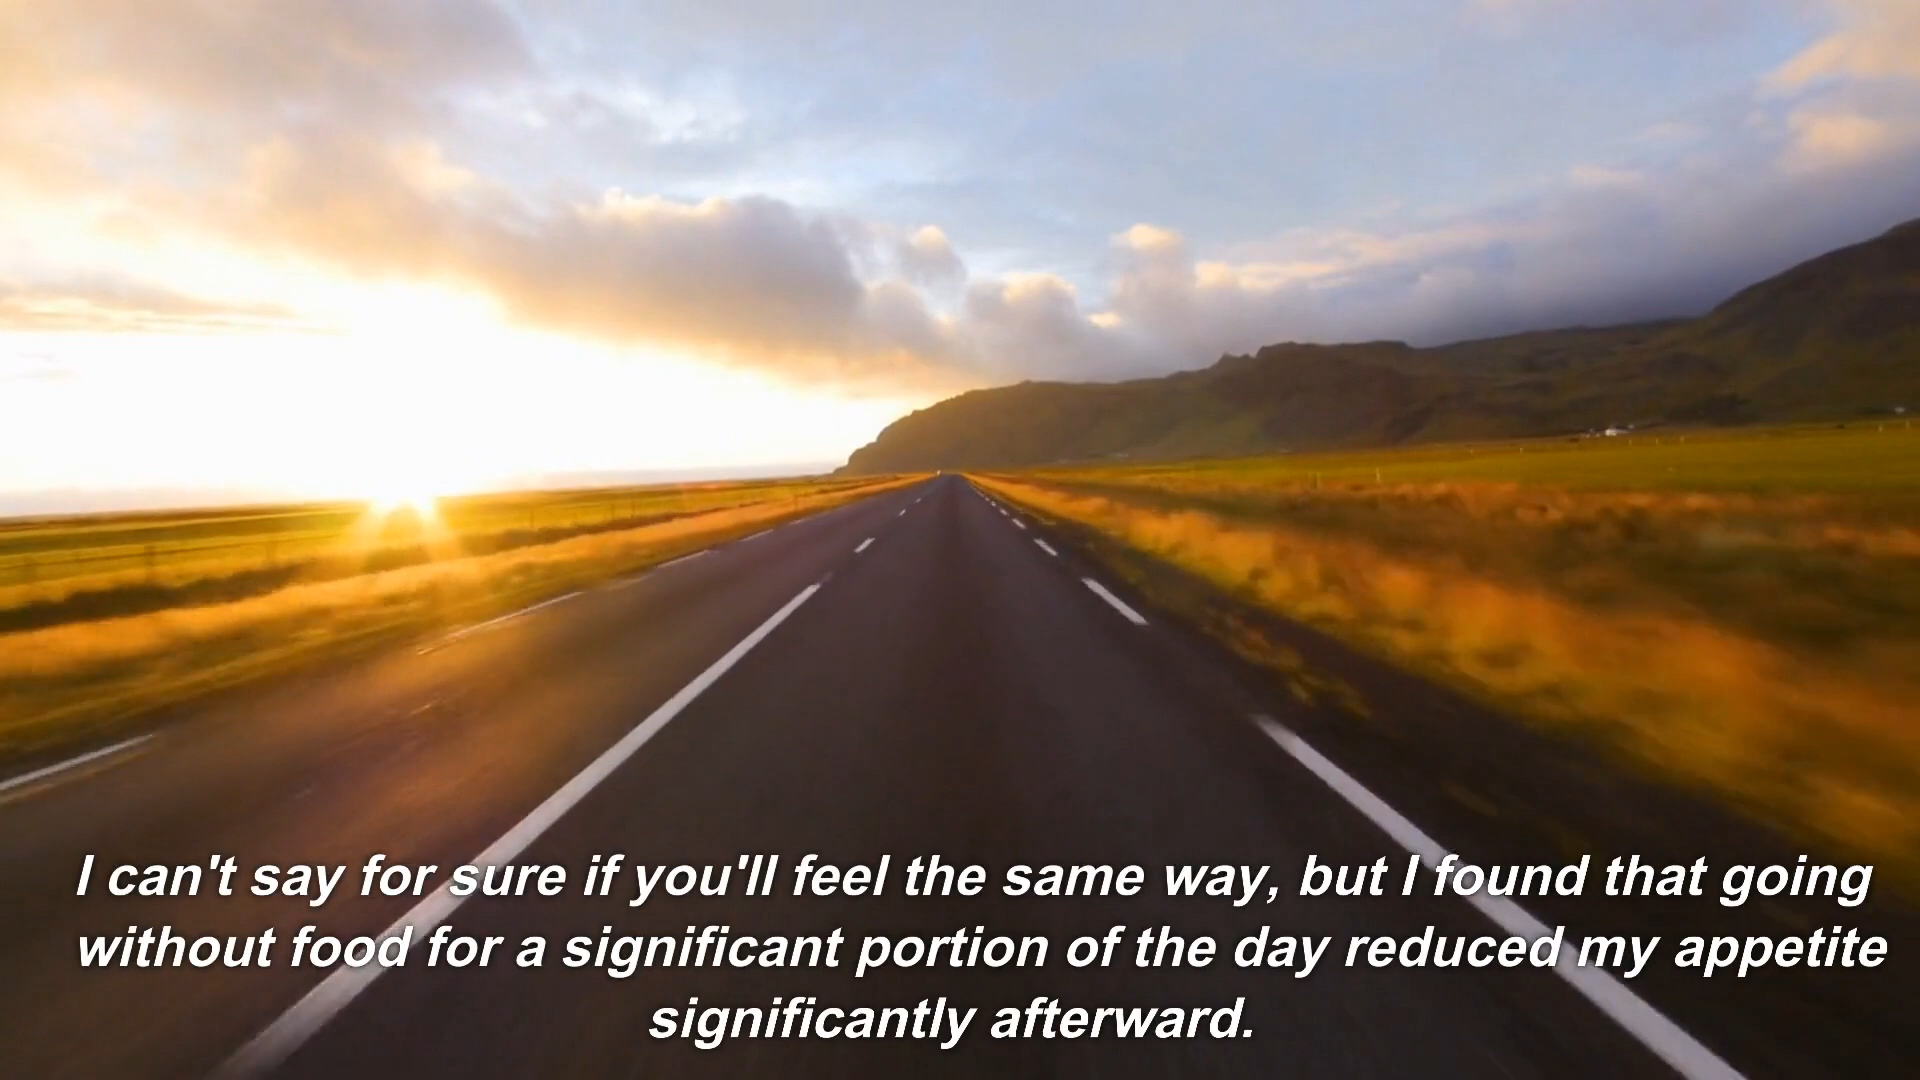 I can't say for sure if you'll feel the same way, but I found that going
without food for a significant portion of the day reduced my appetite
significantly afterward.